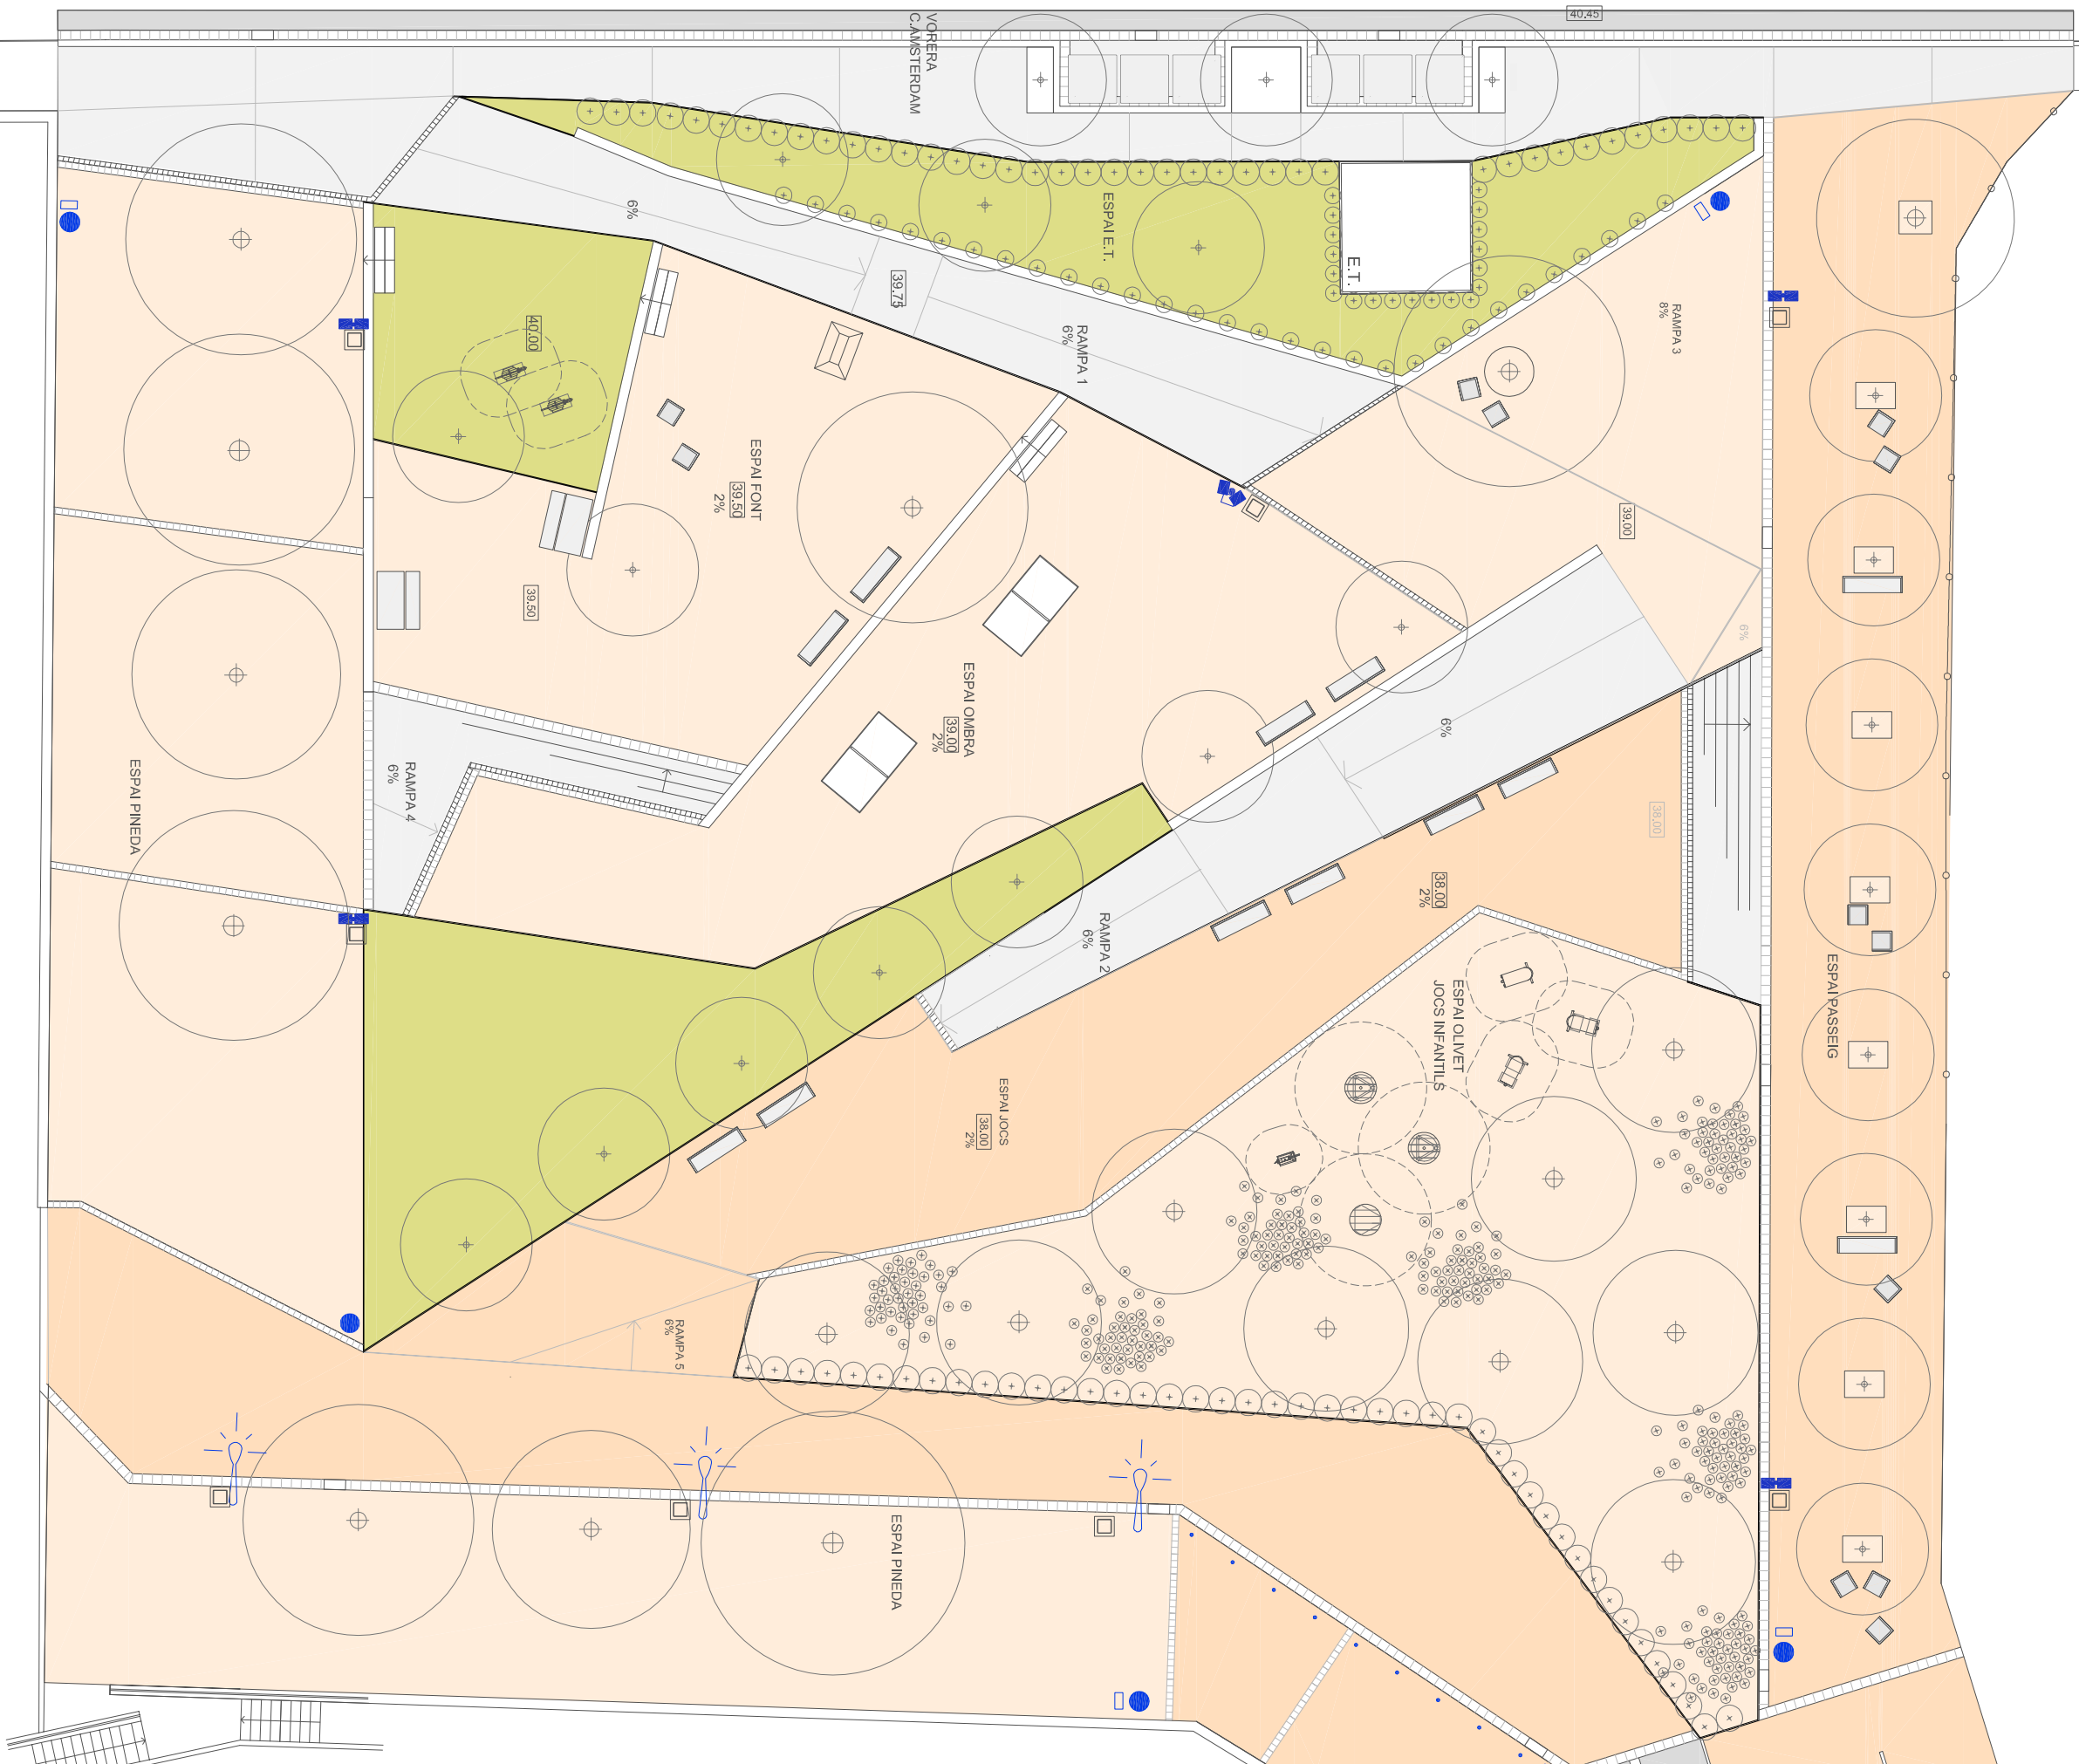 40.45
VORERA
C.AMSTERDAM
6%
39.75
ESPAI E.T.
E.T.
RAMPA 3
8%
40.00
RAMPA 1
6%
ESPAI FONT
39.50
2%
39.00
39.50
6%
ESPAI OMBRA
39.00
2%
6%
RAMPA 4
6%
ESPAI PINEDA
38.00
38.00
2%
RAMPA 2
6%
ESPAI OLIVET
JOCS INFANTILS
ESPAI PASSEIG
ESPAI JOCS
38.00
2%
RAMPA 5
6%
ESPAI PINEDA